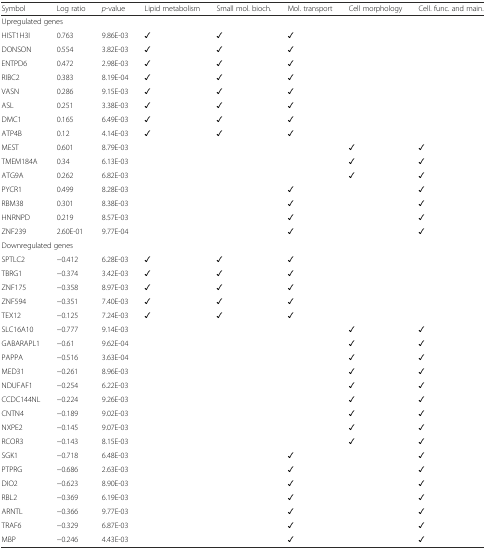 Symbol Log ratio p-value Lipid metabolism Small mol. bioch. Mol. transport Cell morphology Cell. func. and main.
Upregulated genes
HIST1H3I 0.763 9.86E-03 ✓ ✓ ✓
DONSON 0.554 3.82E-03 ✓ ✓ ✓
ENTPD6 0.472 2.98E-03 ✓ ✓ ✓
RIBC2 0.383 8.19E-04 ✓ ✓ ✓
VASN 0.286 9.15E-03 ✓ ✓ ✓
ASL 0.251 3.38E-03 ✓ ✓ ✓
DMC1 0.165 6.49E-03 ✓ ✓ ✓
ATP4B 0.12 4.14E-03 ✓ ✓ ✓
MEST 0.601 8.79E-03 ✓ ✓
TMEM184A 0.34 6.13E-03 ✓ ✓
ATG9A 0.262 6.82E-03 ✓ ✓
PYCR1 0.499 8.28E-03 ✓ ✓
RBM38 0.301 8.38E-03 ✓ ✓
HNRNPD 0.219 8.57E-03 ✓ ✓
ZNF239 2.60E-01 9.77E-04 ✓ ✓
Downregulated genes
SPTLC2 −0.412 6.28E-03 ✓ ✓ ✓
TBRG1 −0.374 3.42E-03 ✓ ✓ ✓
ZNF175 −0.358 8.97E-03 ✓ ✓ ✓
ZNF594 −0.351 7.40E-03 ✓ ✓ ✓
TEX12 −0.125 7.24E-03 ✓ ✓ ✓
SLC16A10 −0.777 9.14E-03 ✓ ✓
GABARAPL1 −0.61 9.62E-04 ✓ ✓
PAPPA −0.516 3.63E-04 ✓ ✓
MED31 −0.261 8.96E-03 ✓ ✓
NDUFAF1 −0.254 6.22E-03 ✓ ✓
CCDC144NL −0.224 9.26E-03 ✓ ✓
CNTN4 −0.189 9.02E-03 ✓ ✓
NXPE2 −0.145 9.07E-03 ✓ ✓
RCOR3 −0.143 8.15E-03 ✓ ✓
SGK1 −0.718 6.48E-03 ✓ ✓
PTPRG −0.686 2.63E-03 ✓ ✓
DIO2 −0.623 8.90E-03 ✓ ✓
RBL2 −0.369 6.19E-03 ✓ ✓
ARNTL −0.366 9.77E-03 ✓ ✓
TRAF6 −0.329 6.87E-03 ✓ ✓
MBP −0.246 4.43E-03 ✓ ✓